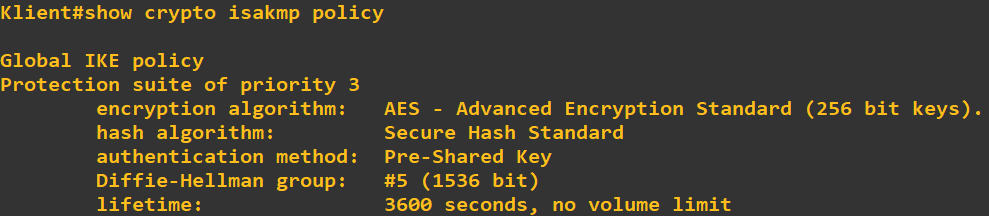 Klient#show crypto isakmp policy
Global IKE policy
Protection suite of priority 3
encryption algorithm: AES - Advanced Encryption Standard (256 bit keys).
hash algorithm: Secure Hash Standard
authentication method: Pre-Shared Key
Diffie-Hellman group: #5 (1536 bit)
lifetime: 3600 seconds, no volume limit